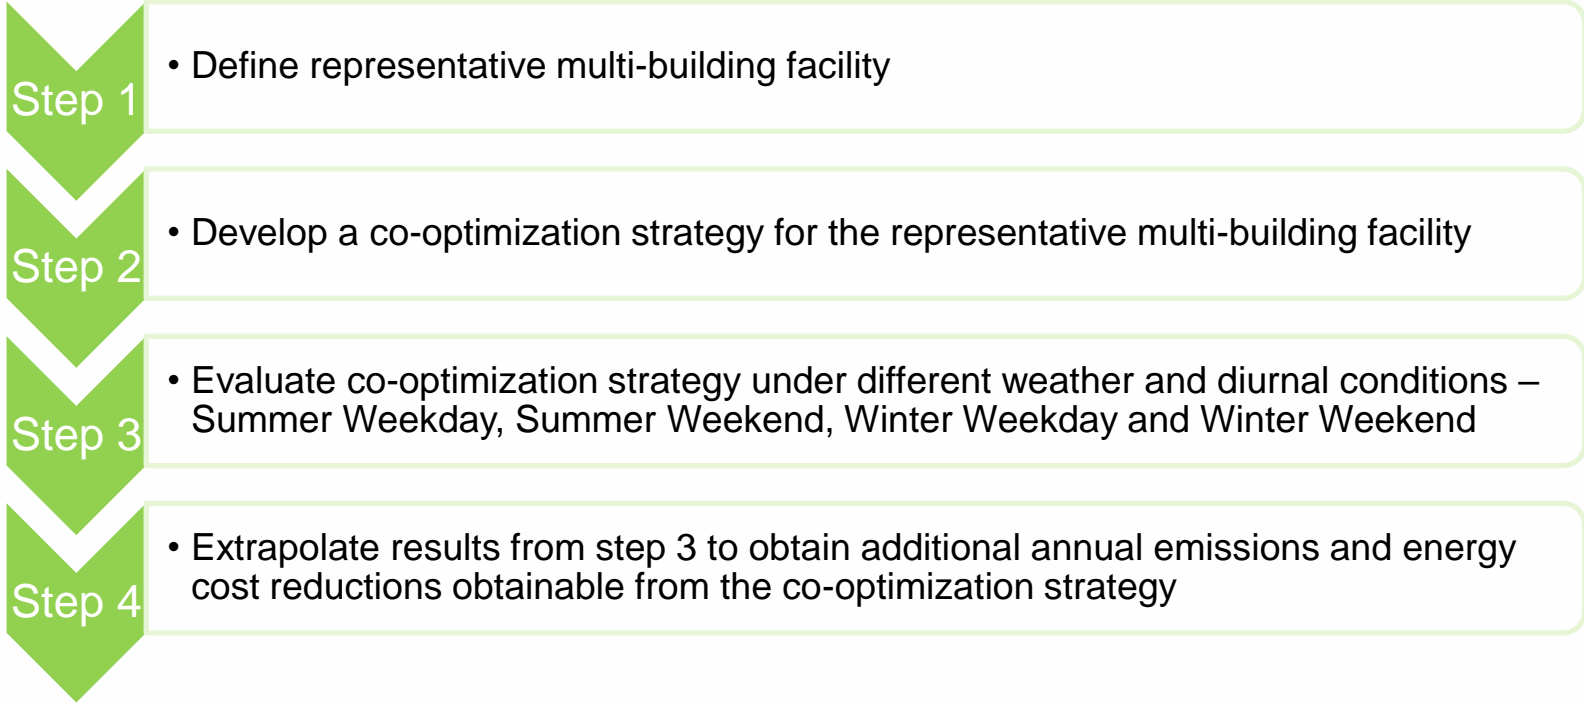 Step 1
• Define representative multi-building facility
Step 2
• Develop a co-optimization strategy for the representative multi-building facility
Step 3
• Evaluate co-optimization strategy under different weather and diurnal conditions –
Summer Weekday, Summer Weekend, Winter Weekday and Winter Weekend
Step 4
• Extrapolate results from step 3 to obtain additional annual emissions and energy
cost reductions obtainable from the co-optimization strategy